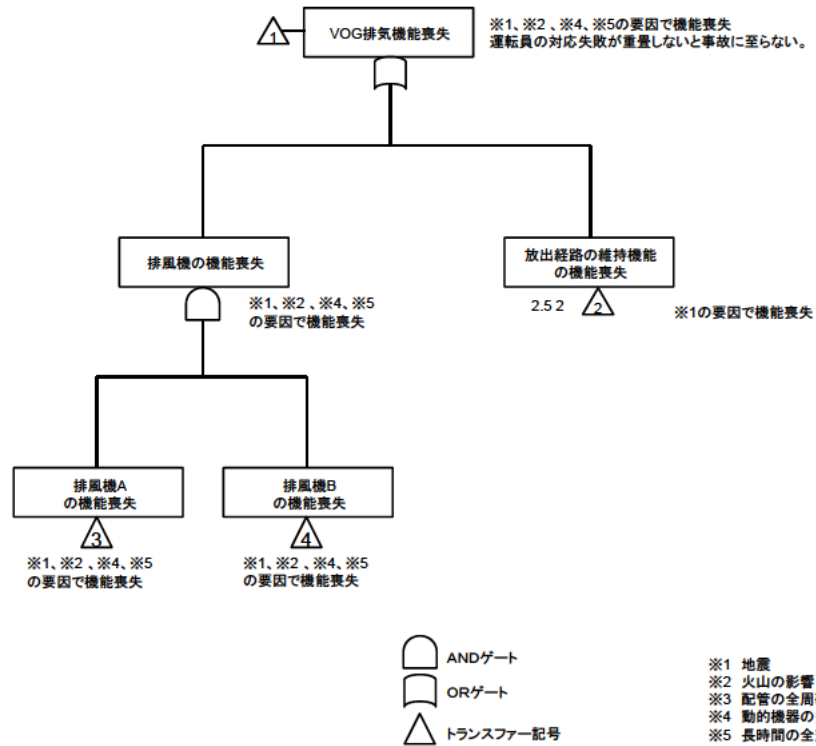 1
VOG排気機能喪失
※1、※2 、※4、※5の要因で機能喪失
運転員の対応失敗が重畳しないと事故に至らない。
排風機の機能喪失
※1、※2 、※4、※5
の要因で機能喪失
放出経路の維持機能
の機能喪失
2.5 2
2
※1の要因で機能喪失
排風機A
の機能喪失
3
※1、※2 、※4、※5
の要因で機能喪失
排風機B
の機能喪失
4
※1、※2 、※4、※5
の要因で機能喪失
ANDゲート
ORゲート
トランスファー記号
※1 地震
※2 火山の影響
※3 配管の全周
※4 動的機器の
※5 長時間の全